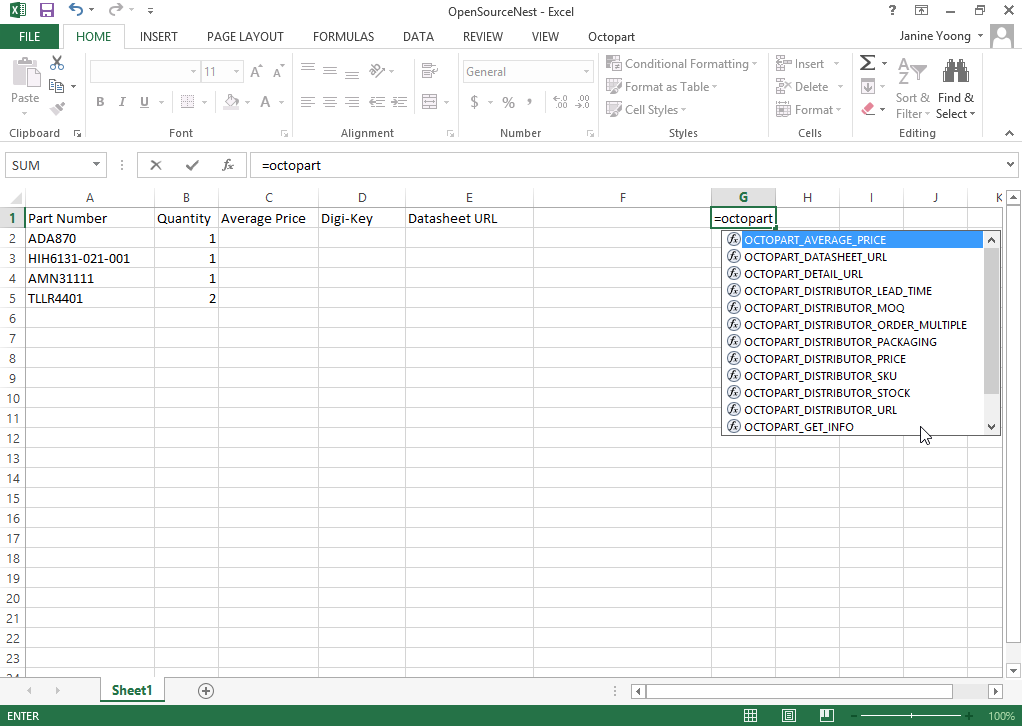 OpenSourceNest - Excel
FILE HOME INSERT PAGE LAYOUT FORMULAS DATA REVIEW VIEW Octopart Janine Yoong
Paste
11
B I U A
General
$ % ,
Conditional Formatting
Format as Table
Cell Styles
Insert
Delete
Format
Sort & Filter
Find & Select
Clipboard Font Alignment Number Styles Cells Editing
SUM fx =octopart
A B C D E F G H I J K
1 Part Number Quantity Average Price Digi-Key Datasheet URL =octopart
2 ADA870 1
3 HIH6131-021-001 1
4 AMN31111 1
5 TLLR4401 2
6
7
8
9
10
11
12
13
14
15
16
17
18
19
20
21
22
23
24
OCTOPART_AVERAGE_PRICE
OCTOPART_DATASHEET_URL
OCTOPART_DETAIL_URL
OCTOPART_DISTRIBUTOR_LEAD_TIME
OCTOPART_DISTRIBUTOR_MOQ
OCTOPART_DISTRIBUTOR_ORDER_MULTIPLE
OCTOPART_DISTRIBUTOR_PACKAGING
OCTOPART_DISTRIBUTOR_PRICE
OCTOPART_DISTRIBUTOR_SKU
OCTOPART_DISTRIBUTOR_STOCK
OCTOPART_DISTRIBUTOR_URL
OCTOPART_GET_INFO
Sheet1
ENTER 100%